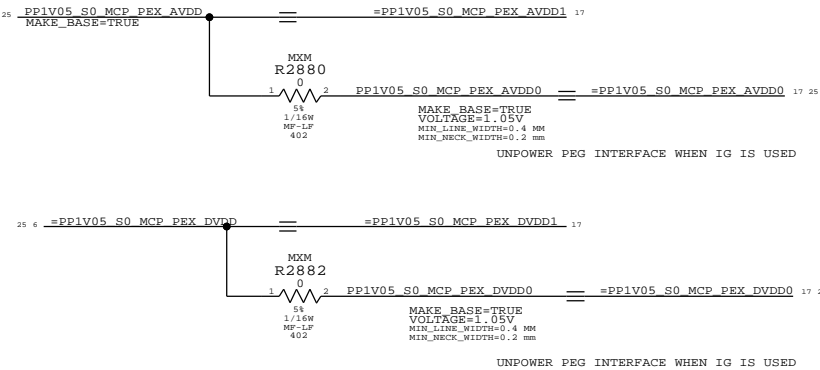 25 PP1V05_S0_MCP_PEX_AVDD =PP1V05_S0_MCP_PEX_AVDD1 17
MAKE_BASE=TRUE
MXM
R2880
0
1 2 PP1V05_S0_MCP_PEX_AVDD0 =PP1V05_S0_MCP_PEX_AVDD0 17 25
5%
1/16W
MF-LF
402
MAKE_BASE=TRUE
VOLTAGE=1.05V
MIN_LINE_WIDTH=0.4 MM
MIN_NECK_WIDTH=0.2 mm
UNPOWER PEG INTERFACE WHEN IG IS USED
25 6 =PP1V05_S0_MCP_PEX_DVDD =PP1V05_S0_MCP_PEX_DVDD1 17
MXM
R2882
0
1 2 PP1V05_S0_MCP_PEX_DVDD0 =PP1V05_S0_MCP_PEX_DVDD0 17 2
5%
1/16W
MF-LF
402
MAKE_BASE=TRUE
VOLTAGE=1.05V
MIN_LINE_WIDTH=0.4 MM
MIN_NECK_WIDTH=0.2 mm
UNPOWER PEG INTERFACE WHEN IG IS USED